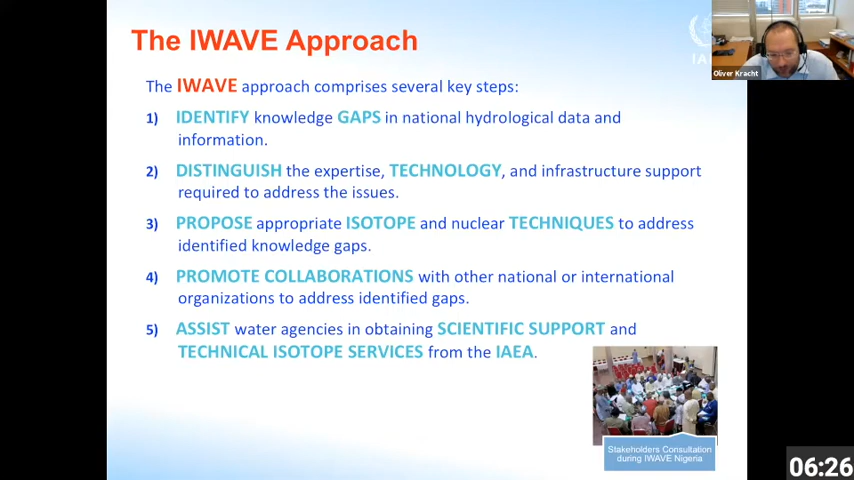 The IWAVE Approach
IA
Oliver Kracht
The IWAVE approach comprises several key steps:
1) IDENTIFY knowledge GAPS in national hydrological data and
information.
2) DISTINGUISH the expertise, TECHNOLOGY, and infrastructure support
required to address the issues.
3) PROPOSE appropriate ISOTOPE and nuclear TECHNIQUES to address
identified knowledge gaps.
4) PROMOTE COLLABORATIONS with other national or international
organizations to address identified gaps.
5) ASSIST water agencies in obtaining SCIENTIFIC SUPPORT and
TECHNICAL ISOTOPE SERVICES from the IAEA.
Stakeholders Consultation
during IWAVE Nigeria
06:26